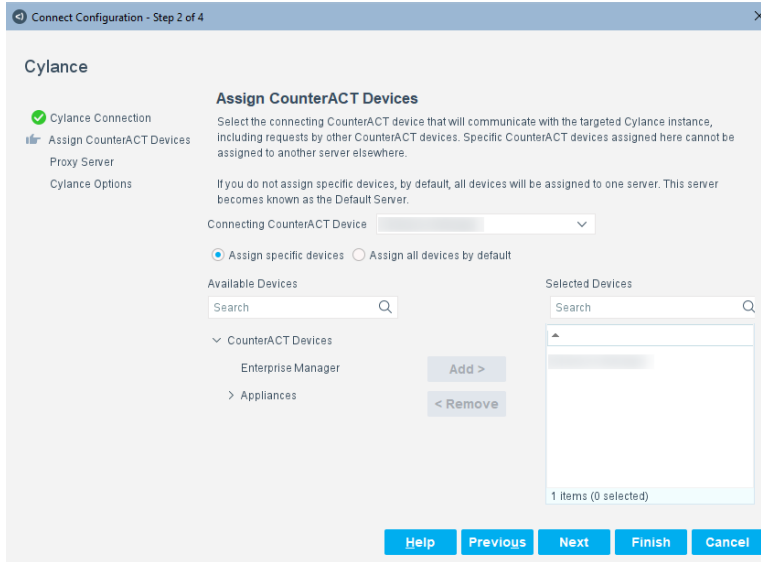 Connect Configuration - Step 2 of 4
Cylance
Cylance Connection
Assign CounterACT Devices
Proxy Server
Cylance Options
Assign CounterACT Devices
Select the connecting CounterACT device that will communicate with the targeted Cylance instance,
including requests by other CounterACT devices. Specific CounterACT devices assigned here cannot be
assigned to another server elsewhere.
If you do not assign specific devices, by default, all devices will be assigned to one server. This server
becomes known as the Default Server.
Connecting CounterACT Device
Assign specific devices Assign all devices by default
Available Devices Selected Devices
Search Search
CounterACT Devices
Enterprise Manager Add >
Appliances
< Remove
1 items (0 selected)
Help Previous Next Finish Cancel